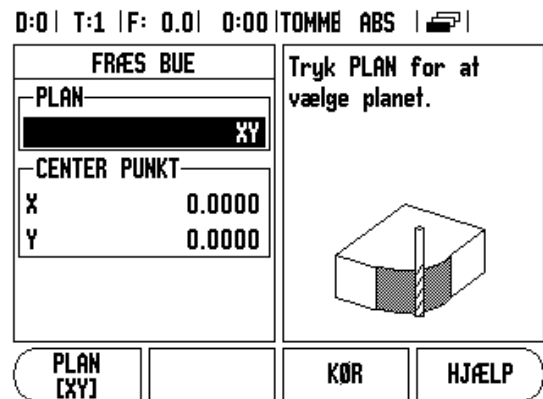 D:0 | T:1 | F: 0.0 | 0:00 | TOMME ABS |
FRÆS BUE
PLAN
XY
CENTER PUNKT
X 0.0000
Y 0.0000
Tryk PLAN for at
vælge planet.
PLAN
[XY]
KØR
HJÆLP